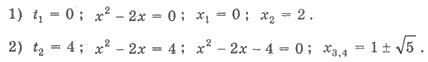 1) t₁ = 0 ; x² − 2x = 0 ; x₁ = 0 ; x₂ = 2 .
2) t₂ = 4 ; x² − 2x = 4 ; x² − 2x − 4 = 0 ; x₃,₄ = 1 ± √5 .